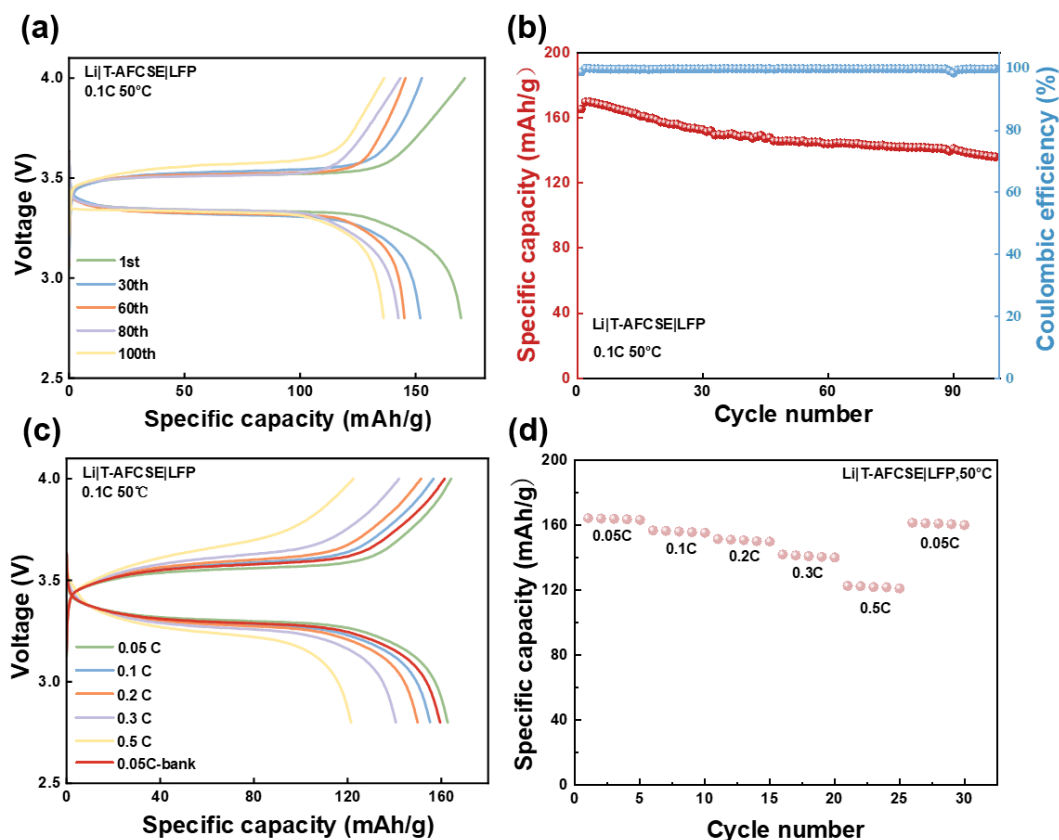 (a)
Li|T-AFCSE|LFP
0.1C 50°C
4.0
3.5
3.0
2.5
Voltage (V)
1st
30th
60th
80th
100th
0 50 100 150
Specific capacity (mAh/g)
(b)
200
160
120
80
40
0
Specific capacity (mAh/g)
100
80
60
40
20
0
Coulombic efficiency (%)
Li|T-AFCSE|LFP
0.1C 50°C
0 30 60 90
Cycle number
(c)
Li|T-AFCSE|LFP
0.1C 50℃
4.0
3.5
3.0
2.5
Voltage (V)
0.05 C
0.1 C
0.2 C
0.3 C
0.5 C
0.05C-bank
0 40 80 120 160
Specific capacity (mAh/g)
(d)
Li|T-AFCSE|LFP,50°C
200
160
120
80
40
0
Specific capacity (mAh/g)
0.05C
0.1C
0.2C
0.3C
0.5C
0.05C
0 5 10 15 20 25 30
Cycle number